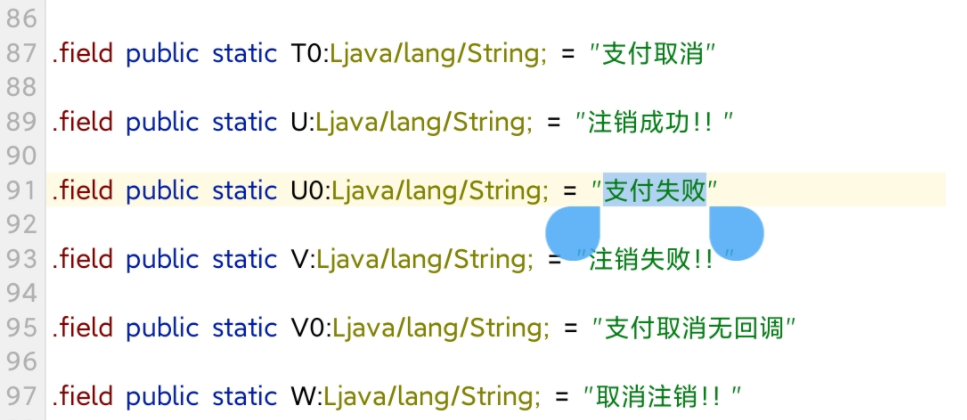 86
87 .field public static T0:Ljava/lang/String; = "支付取消"
88
89 .field public static U:Ljava/lang/String; = "注销成功!! "
90
91 .field public static U0:Ljava/lang/String; = "支付失败"
92
93 .field public static V:Ljava/lang/String; = "注销失败!! "
94
95 .field public static V0:Ljava/lang/String; = "支付取消无回调"
96
97 .field public static W:Ljava/lang/String; = "取消注销!! "